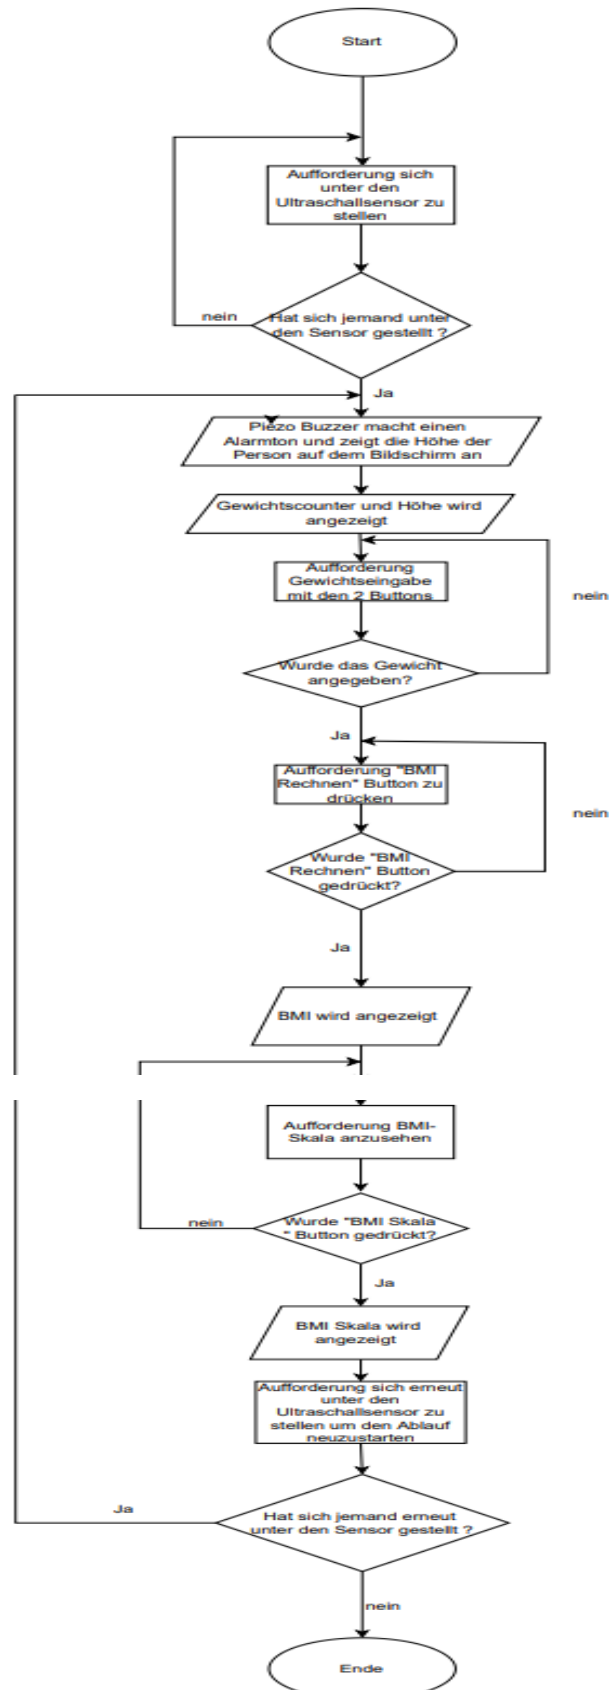 Start
Aufforderung sich
unter den
Ultraschallsensor zu
stellen
nein
Hat sich jemand unter
den Sensor gestellt ?
Ja
Piezo Buzzer macht einen
Alarmton und zeigt die Höhe der
Person auf dem Bildschirm an
Gewichtscounter und Höhe wird
angezeigt
Aufforderung
Gewichtseingabe
mit den 2 Buttons
nein
Wurde das Gewicht
angegeben?
Ja
Aufforderung "BMI
Rechnen" Button zu
drücken
nein
Wurde "BMI
Rechnen" Button
gedrückt?
Ja
BMI wird angezeigt
Aufforderung BMI-
Skala anzusehen
nein
Wurde "BMI Skala
" Button gedrückt?
Ja
BMI Skala wird
angezeigt
Aufforderung sich erneut
unter den
Ultraschallsensor zu
stellen um den Ablauf
neuzustarten
Ja
Hat sich jemand erneut
unter den Sensor gestellt ?
nein
Ende